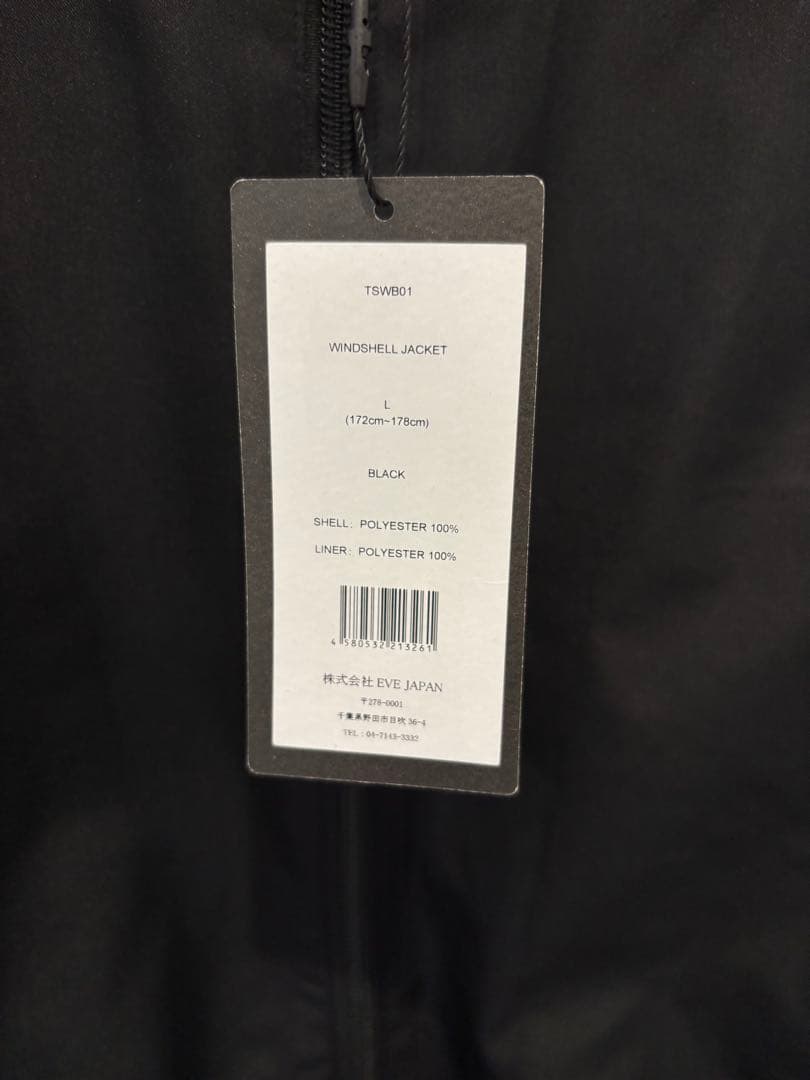 TSWB01
WINDSHELL JACKET
L
(172cm~178cm)
BLACK
SHELL: POLYESTER 100%
LINER: POLYESTER 100%
4 580532 213261
株式会社 EVE JAPAN
〒278-0001
千葉県野田市目吹 36-4
TEL：04-7143-3332